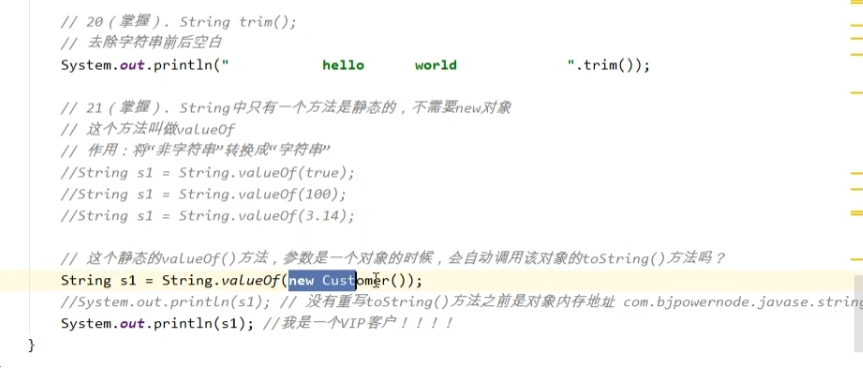 // 20（掌握）. String trim();
// 去除字符串前后空白
System.out.println("           hello      world             ".trim());
// 21（掌握）. String中只有一个方法是静态的，不需要new对象
// 这个方法叫做valueOf
// 作用：将“非字符串”转换成“字符串”
//String s1 = String.valueOf(true);
//String s1 = String.valueOf(100);
//String s1 = String.valueOf(3.14);
// 这个静态的valueOf()方法，参数是一个对象的时候，会自动调用该对象的toString()方法吗？
String s1 = String.valueOf(new Customer());
//System.out.println(s1); // 没有重写toString()方法之前是对象内存地址 com.bjpowernode.javase.string
System.out.println(s1); //我是一个VIP客户！！！！
}